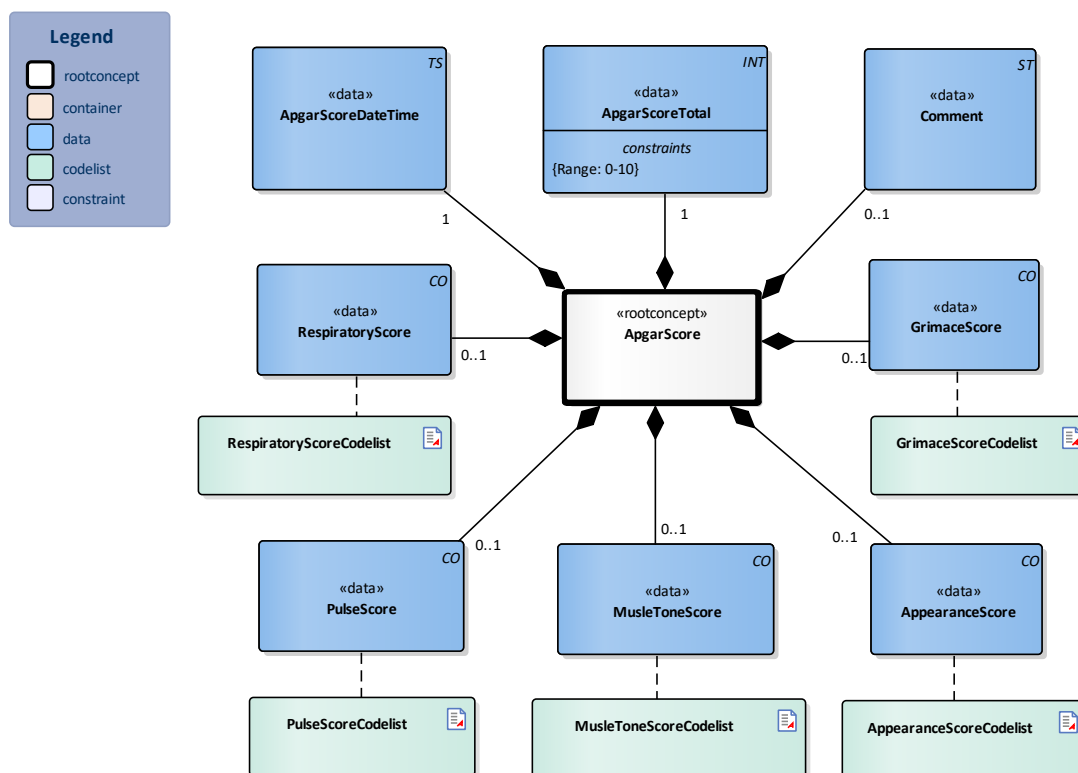 Legend
rootconcept
container
data
codelist
constraint
TS
«data»
ApgarScoreDateTime
INT
«data»
ApgarScoreTotal
constraints
{Range: 0-10}
ST
«data»
Comment
1
1
0..1
CO
«data»
RespiratoryScore
0..1
«rootconcept»
ApgarScore
CO
«data»
GrimaceScore
0..1
RespiratoryScoreCodelist
GrimaceScoreCodelist
0..1
0..1
0..1
CO
«data»
PulseScore
CO
«data»
MusleToneScore
CO
«data»
AppearanceScore
PulseScoreCodelist
MusleToneScoreCodelist
AppearanceScoreCodelist